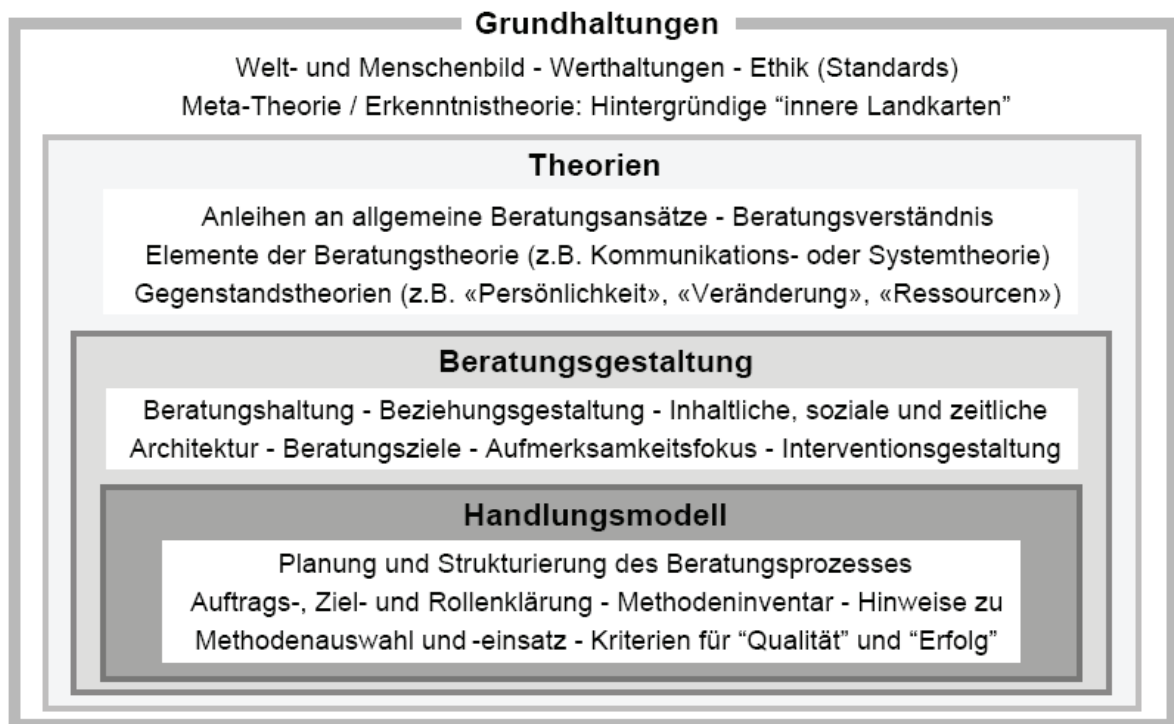 Grundhaltungen
Welt- und Menschenbild - Werthaltungen - Ethik (Standards)
Meta-Theorie / Erkenntnistheorie: Hintergründige “innere Landkarten”
Theorien
Anleihen an allgemeine Beratungsansätze - Beratungsverständnis
Elemente der Beratungstheorie (z.B. Kommunikations- oder Systemtheorie)
Gegenstandstheorien (z.B. «Persönlichkeit», «Veränderung», «Ressourcen»)
Beratungsgestaltung
Beratungshaltung - Beziehungsgestaltung - Inhaltliche, soziale und zeitliche
Architektur - Beratungsziele - Aufmerksamkeitsfokus - Interventionsgestaltung
Handlungsmodell
Planung und Strukturierung des Beratungsprozesses
Auftrags-, Ziel- und Rollenklärung - Methodeninventar - Hinweise zu
Methodenauswahl und -einsatz - Kriterien für “Qualität” und “Erfolg”